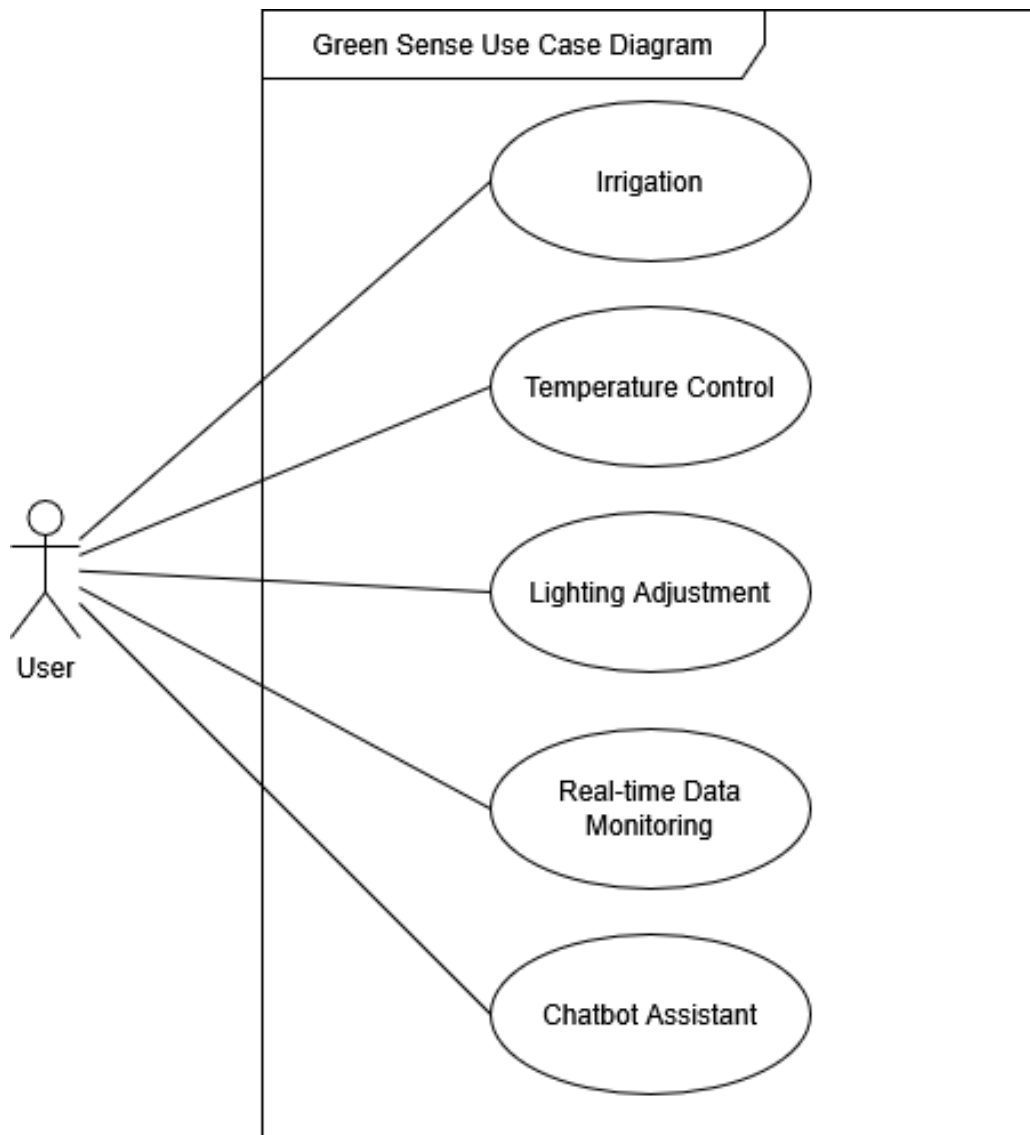 Green Sense Use Case Diagram
Irrigation
Temperature Control
Lighting Adjustment
User
Real-time Data
Monitoring
Chatbot Assistant